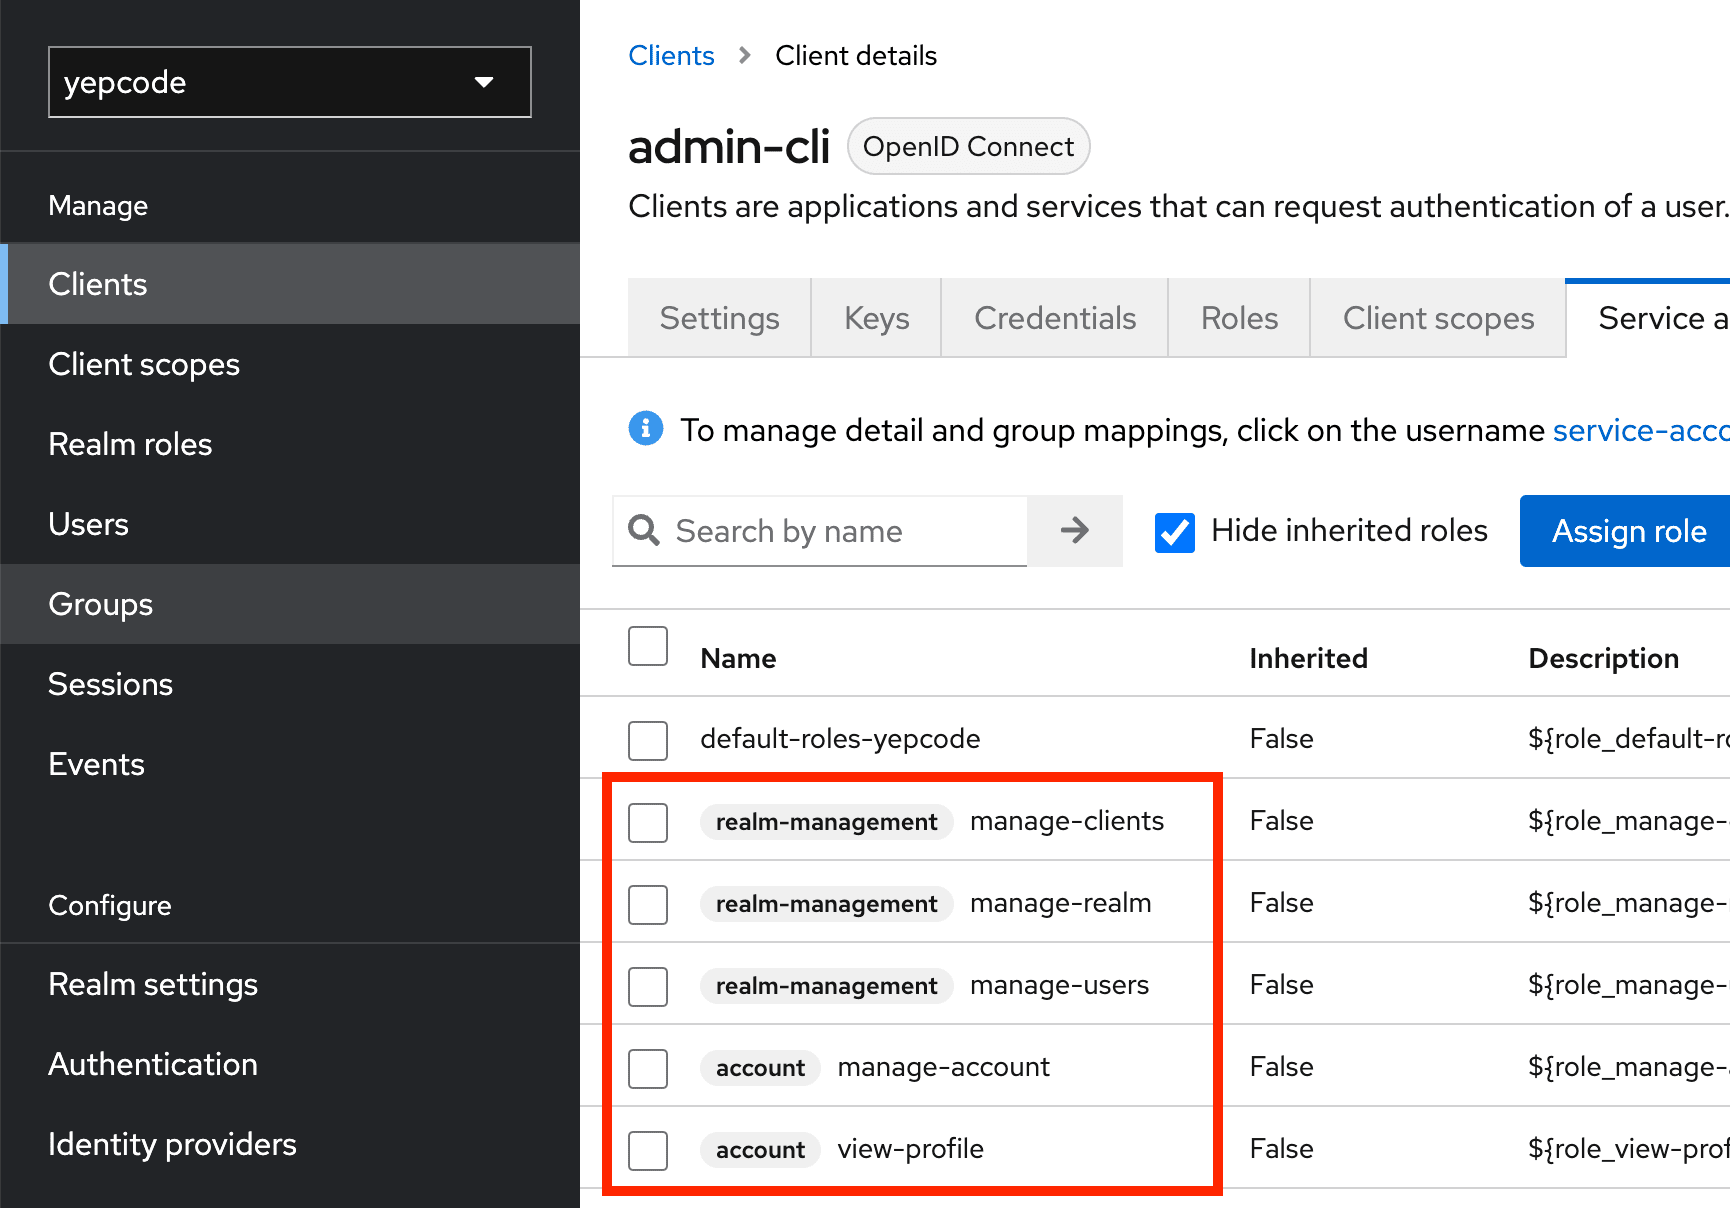 yepcode
Manage
Clients
Client scopes
Realm roles
Users
Groups
Sessions
Events
Configure
Realm settings
Authentication
Identity providers
Clients > Client details
admin-cli OpenID Connect
Clients are applications and services that can request authentication of a user.
Settings Keys Credentials Roles Client scopes Service a
To manage detail and group mappings, click on the username service-acco
Search by name Hide inherited roles Assign role
Name Inherited Description
default-roles-yepcode False ${role_default-ro
realm-management manage-clients False ${role_manage-
realm-management manage-realm False ${role_manage-
realm-management manage-users False ${role_manage-
account manage-account False ${role_manage-
account view-profile False ${role_view-prof